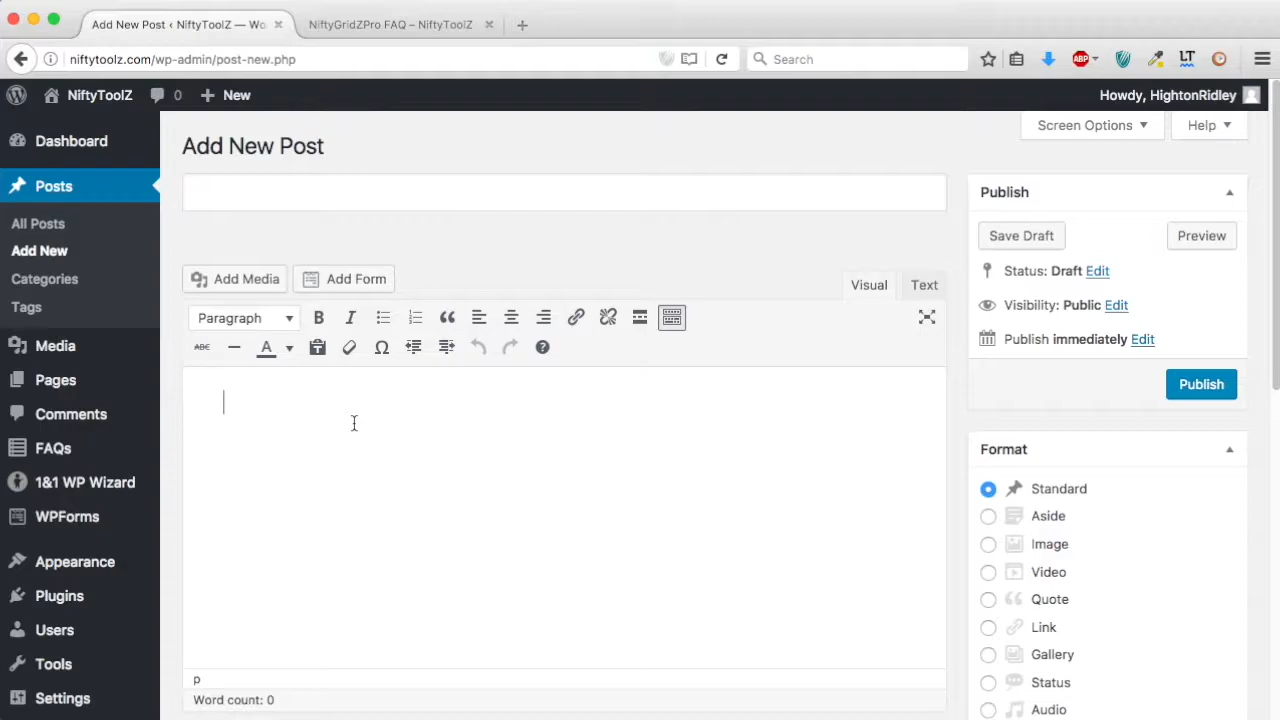 Add New Post ‹ NiftyToolZ — Wo
NiftyGridZPro FAQ – NiftyToolZ
niftytoolz.com/wp-admin/post-new.php
Search
ABP
LT
NiftyToolZ
0
New
Howdy, HightonRidley
Dashboard
Posts
All Posts
Add New
Categories
Tags
Media
Pages
Comments
FAQs
1&1 WP Wizard
WPForms
Appearance
Plugins
Users
Tools
Settings
Screen Options
Help
Add New Post
Add Media
Add Form
Visual
Text
Paragraph
B
I
ABC
A
Ω
p
Word count: 0
Publish
Save Draft
Preview
Status: Draft Edit
Visibility: Public Edit
Publish immediately Edit
Publish
Format
Standard
Aside
Image
Video
Quote
Link
Gallery
Status
Audio